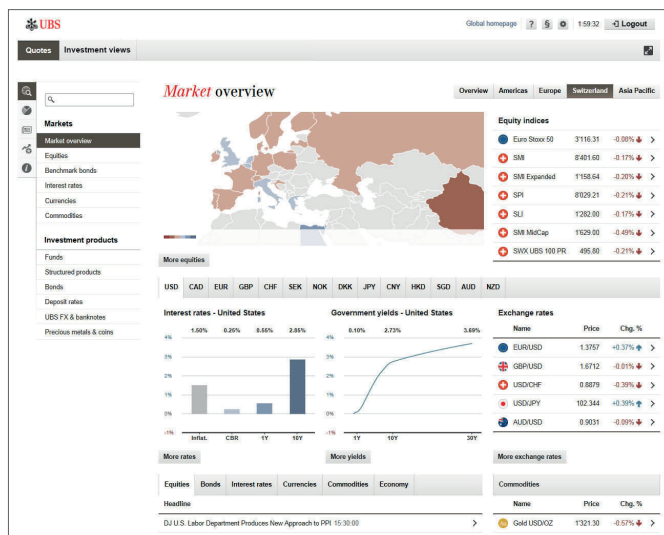 UBS
Global homepage ? § 1:59:32 Logout
Quotes Investment views
Market overview
Overview Americas Europe Switzerland Asia Pacific
Markets
Market overview
Equities
Benchmark bonds
Interest rates
Currencies
Commodities
Investment products
Funds
Structured products
Bonds
Deposit rates
UBS FX & banknotes
Precious metals & coins
Equity indices
Euro Stoxx 50 3'116.31 -0.08%
SMI 8'401.60 -0.17%
SMI Expanded 1'158.64 -0.20%
SPI 8'029.21 -0.21%
SLI 1'282.00 -0.17%
SMI MidCap 1'629.00 -0.49%
SWX UBS 100 PR 495.80 -0.21%
More equities
USD CAD EUR GBP CHF SEK NOK DKK JPY CNY HKD SGD AUD NZD
Interest rates - United States
1.50% 0.25% 0.55% 2.85%
4%
3%
2%
1%
0%
-1%
Inflat. CBR 1Y 10Y
More rates
Government yields - United States
0.10% 2.73% 3.69%
4%
3%
2%
1%
0%
-1%
1Y 10Y 30Y
More yields
Exchange rates
Name Price Chg. %
EUR/USD 1.3757 +0.37%
GBP/USD 1.6712 -0.01%
USD/CHF 0.8879 -0.39%
USD/JPY 102.344 +0.39%
AUD/USD 0.9031 -0.09%
More exchange rates
Equities Bonds Interest rates Currencies Commodities Economy
Headline
DJ U.S. Labor Department Produces New Approach to PPI 15:30:00
Commodities
Name Price Chg. %
Gold USD/OZ 1'321.30 -0.57%